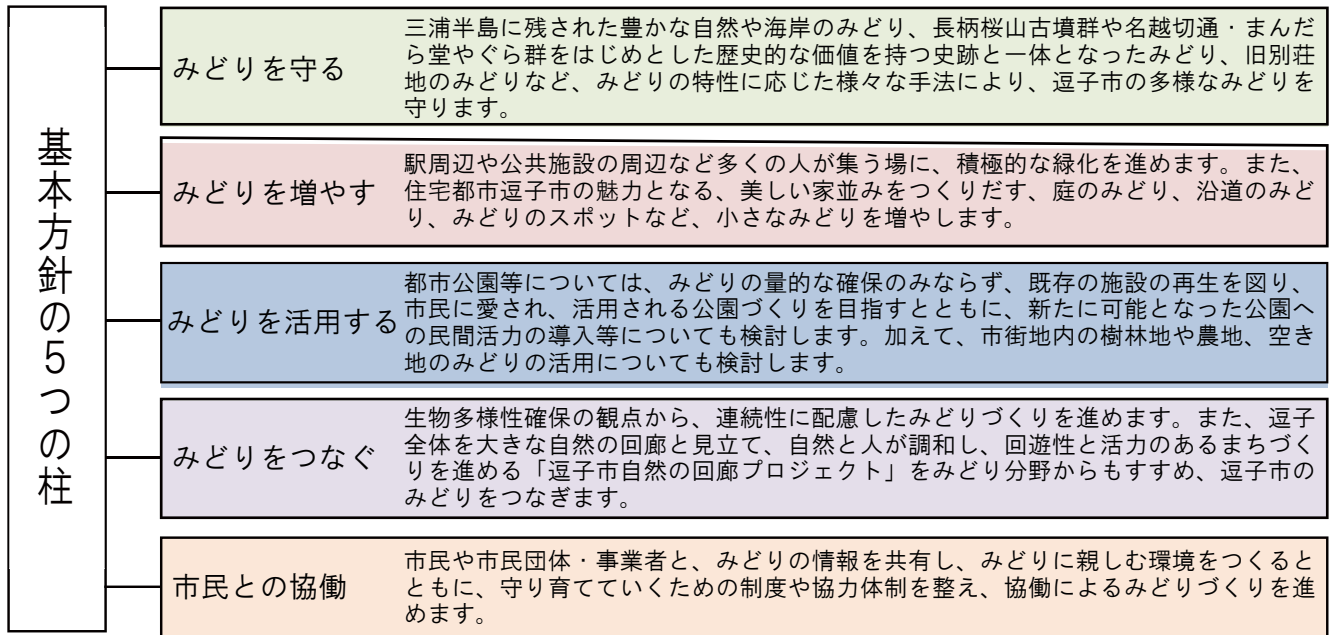 基本方針の5つの柱
みどりを守る
三浦半島に残された豊かな自然や海岸のみどり、長柄桜山古墳群や名越切通・まんだ
ら堂やぐら群をはじめとした歴史的な価値を持つ史跡と一体となったみどり、旧別荘
地のみどりなど、みどりの特性に応じた様々な手法により、逗子市の多様なみどりを
守ります。
みどりを増やす
駅周辺や公共施設の周辺など多くの人が集う場に、積極的な緑化を進めます。また、
住宅都市逗子市の魅力となる、美しい家並みをつくりだす、庭のみどり、沿道のみど
り、みどりのスポットなど、小さなみどりを増やします。
みどりを活用する
都市公園等については、みどりの量的な確保のみならず、既存の施設の再生を図り、
市民に愛され、活用される公園づくりを目指すとともに、新たに可能となった公園へ
の民間活力の導入等についても検討します。加えて、市街地内の樹林地や農地、空き
地のみどりの活用についても検討します。
みどりをつなぐ
生物多様性確保の観点から、連続性に配慮したみどりづくりを進めます。また、逗子
全体を大きな自然の回廊と見立て、自然と人が調和し、回遊性と活力のあるまちづく
りを進める「逗子市自然の回廊プロジェクト」をみどり分野からもすすめ、逗子市の
みどりをつなぎます。
市民との協働
市民や市民団体・事業者と、みどりの情報を共有し、みどりに親しむ環境をつくると
ともに、守り育てていくための制度や協力体制を整え、協働によるみどりづくりを進
めます。